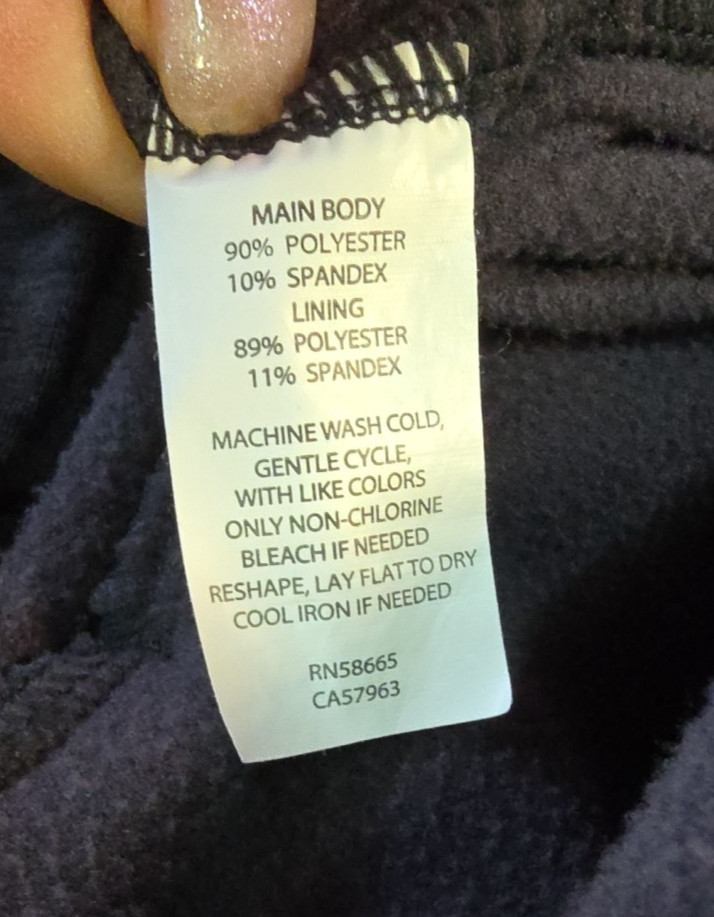 MAIN BODY
90% POLYESTER
10% SPANDEX
LINING
89% POLYESTER
11% SPANDEX
MACHINE WASH COLD,
GENTLE CYCLE,
WITH LIKE COLORS
ONLY NON-CHLORINE
BLEACH IF NEEDED
RESHAPE, LAY FLAT TO DRY
COOL IRON IF NEEDED
RN58665
CA57963